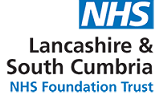 NHS
Lancashire &
South Cumbria
NHS Foundation Trust